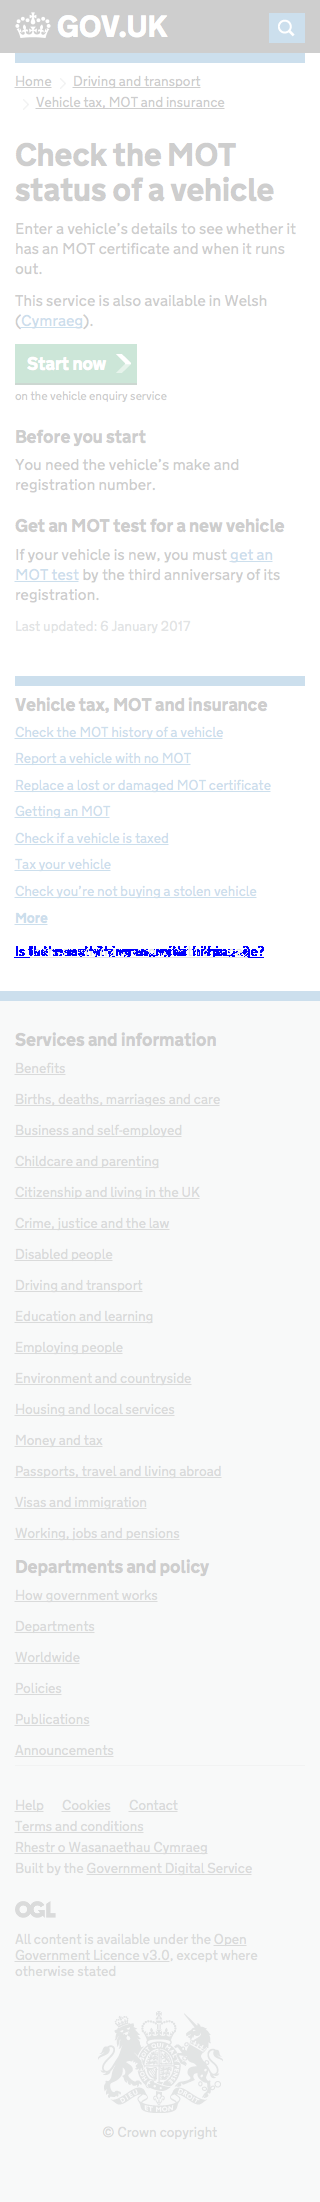 GOV.UK
Home Driving and transport
Vehicle tax, MOT and insurance
Check the MOT
status of a vehicle
Enter a vehicle's details to see whether it
has an MOT certificate and when it runs
out.
This service is also available in Welsh
(Cymraeg).
Start now
on the vehicle enquiry service
Before you start
You need the vehicle's make and
registration number.
Get an MOT test for a new vehicle
If your vehicle is new, you must get an
MOT test by the third anniversary of its
registration.
Last updated: 6 January 2017
Vehicle tax, MOT and insurance
Check the MOT history of a vehicle
Report a vehicle with no MOT
Replace a lost or damaged MOT certificate
Getting an MOT
Check if a vehicle is taxed
Tax your vehicle
Check you're not buying a stolen vehicle
More
Is
Services and information
Benefits
Births, deaths, marriages and care
Business and self-employed
Childcare and parenting
Citizenship and living in the UK
Crime, justice and the law
Disabled people
Driving and transport
Education and learning
Employing people
Environment and countryside
Housing and local services
Money and tax
Passports, travel and living abroad
Visas and immigration
Working, jobs and pensions
Departments and policy
How government works
Departments
Worldwide
Policies
Publications
Announcements
Help Cookies Contact
Terms and conditions
Rhestr o Wasanaethau Cymraeg
Built by the Government Digital Service
OGL
All content is available under the Open
Government Licence v3.0, except where
otherwise stated
© Crown copyright